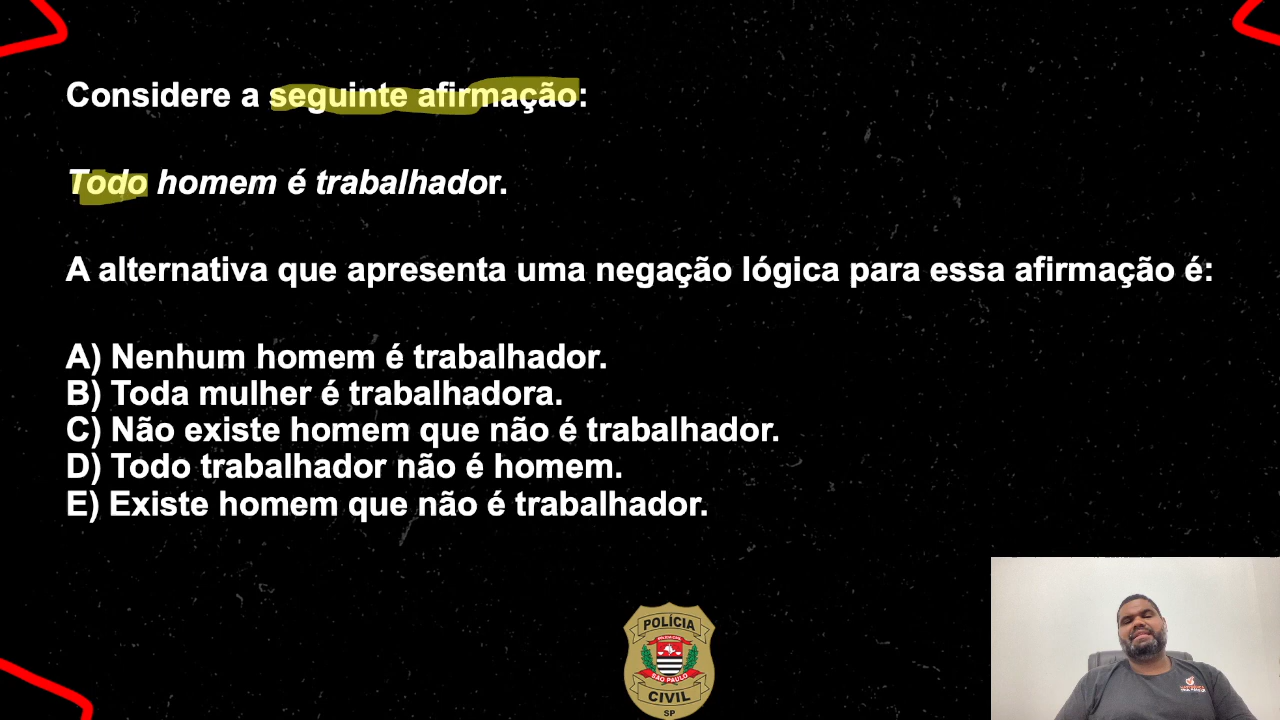 Considere a seguinte afirmação:
Todo homem é trabalhador.
A alternativa que apresenta uma negação lógica para essa afirmação é:
A) Nenhum homem é trabalhador.
B) Toda mulher é trabalhadora.
C) Não existe homem que não é trabalhador.
D) Todo trabalhador não é homem.
E) Existe homem que não é trabalhador.
POLÍCIA
SÃO PAULO
CIVIL
SP